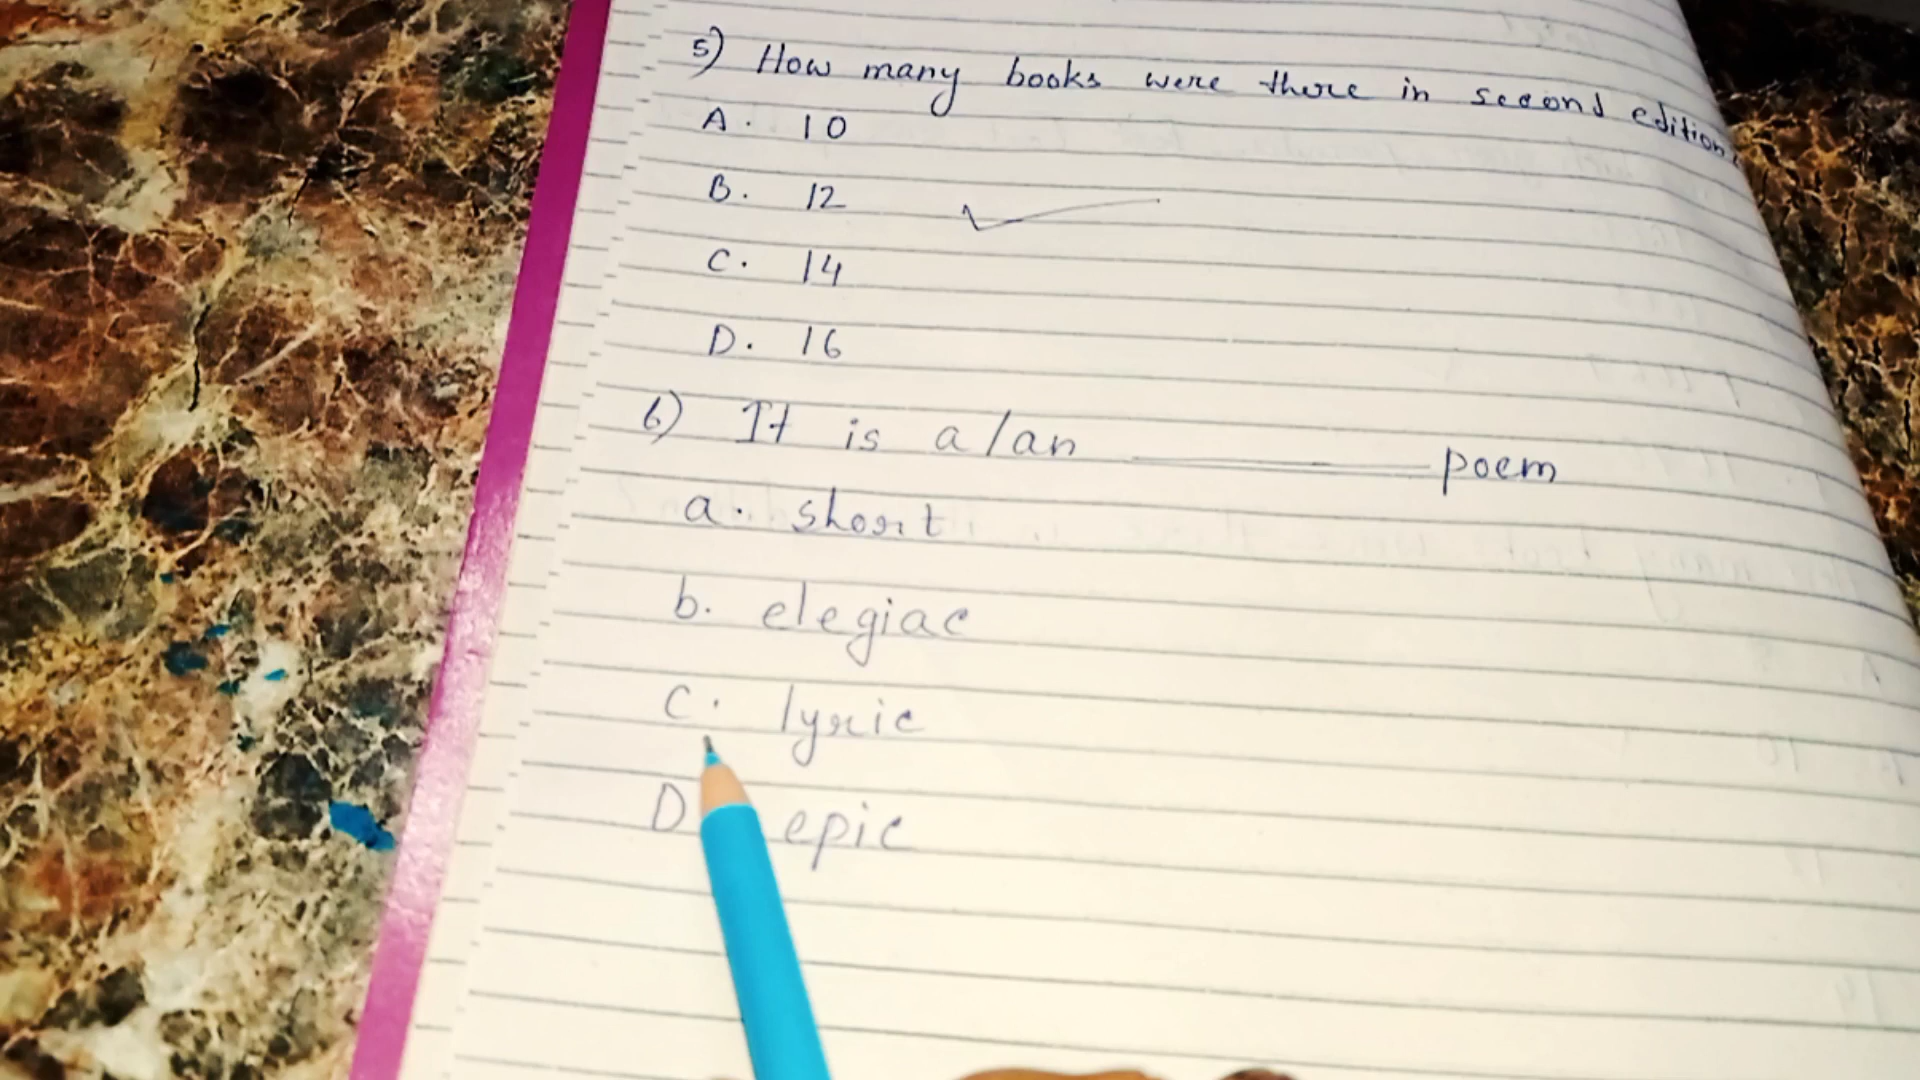 5) How many books were there in second edition?
A. 10
B. 12
C. 14
D. 16
6) It is a/an ______ poem
a. short
b. elegiac
C. lyric
D epic